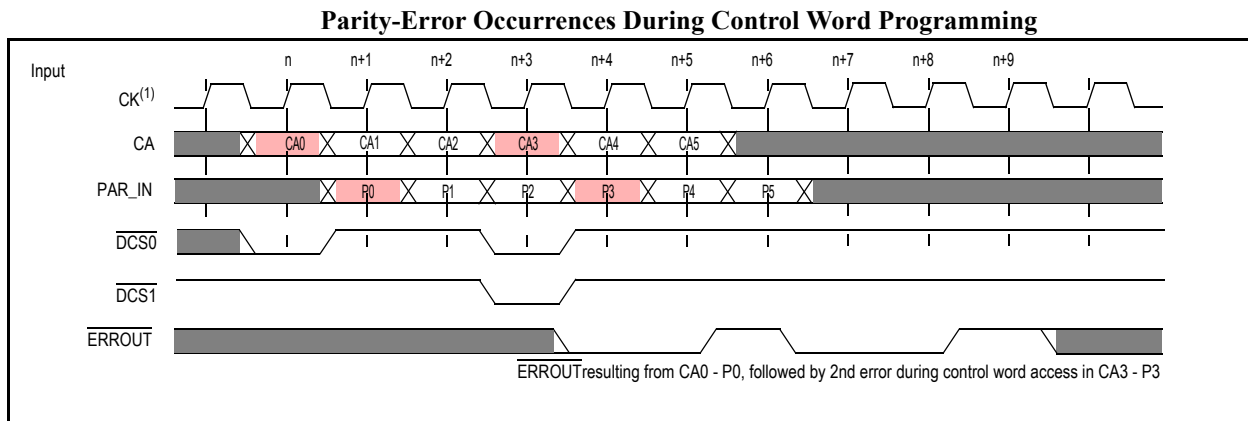 Parity-Error Occurrences During Control Word Programming
Input
n n+1 n+2 n+3 n+4 n+5 n+6 n+7 n+8 n+9
CK(1)
CA CA0 CA1 CA2 CA3 CA4 CA5
PAR_IN P0 P1 P2 P3 P4 P5
DCS0
DCS1
ERROUT
ERROUTresulting from CA0 - P0, followed by 2nd error during control word access in CA3 - P3